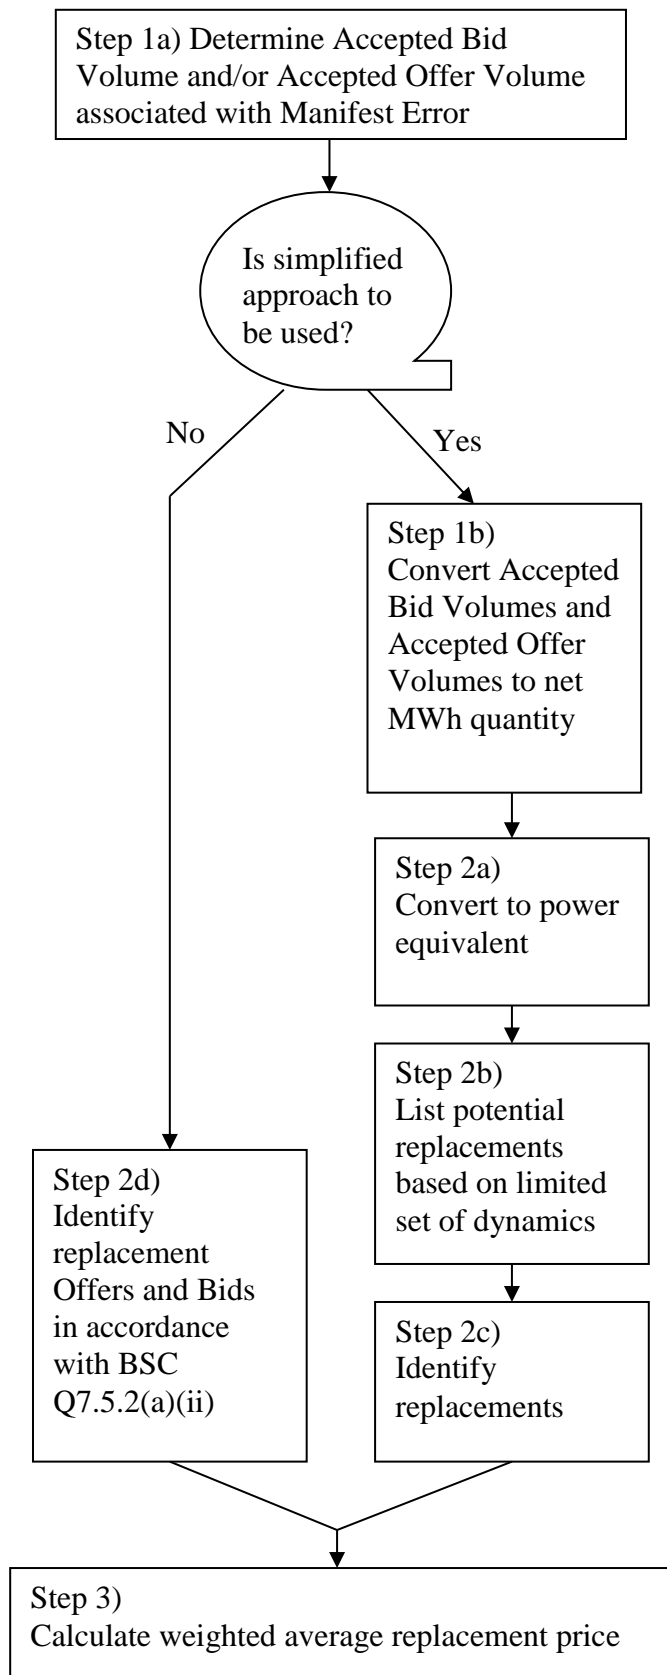 Step 1a) Determine Accepted Bid
Volume and/or Accepted Offer Volume
associated with Manifest Error
Is simplified
approach to
be used?
No
Yes
Step 1b)
Convert Accepted
Bid Volumes and
Accepted Offer
Volumes to net
MWh quantity
Step 2a)
Convert to power
equivalent
Step 2b)
List potential
replacements
based on limited
set of dynamics
Step 2d)
Identify
replacement
Offers and Bids
in accordance
with BSC
Q7.5.2(a)(ii)
Step 2c)
Identify
replacements
Step 3)
Calculate weighted average replacement price